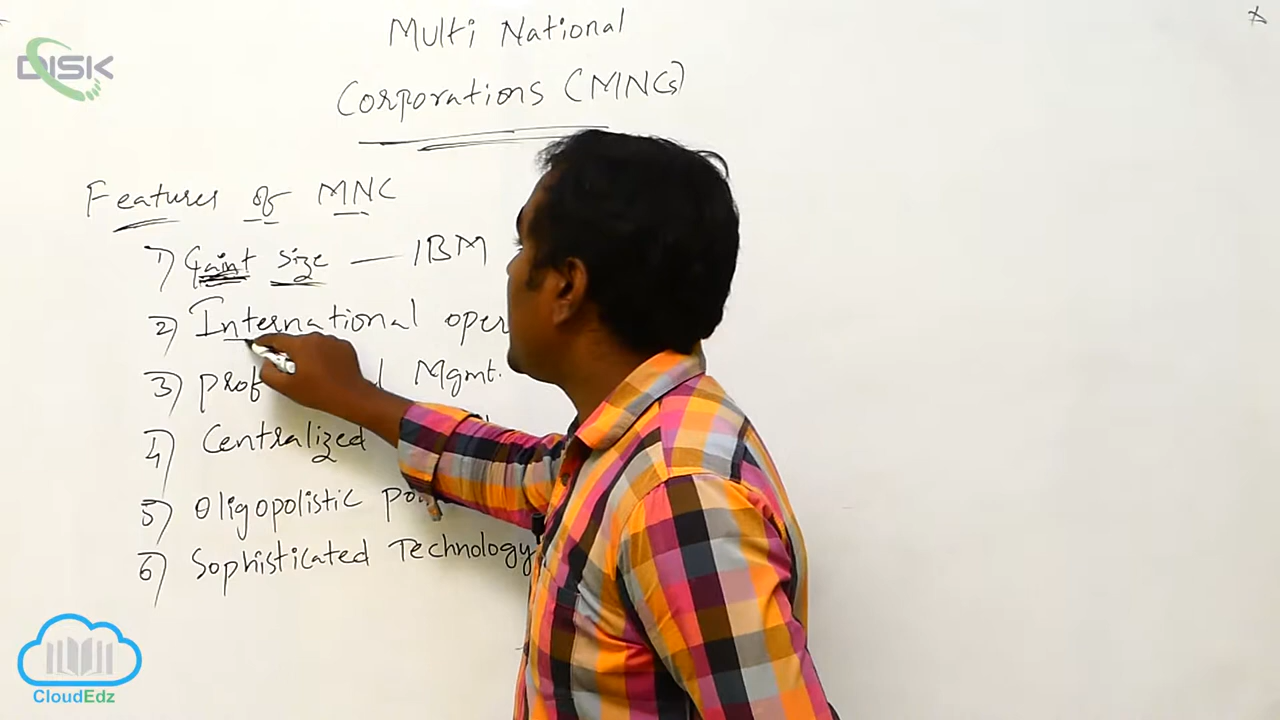 DISK
Multi National
Corporations (MNCs)
Features of MNC
1) Gaint size — IBM
2) International oper
3) Prof Mgmt.
4) Centralized
5) Oligopolistic po
6) Sophisticated Technology
CloudEdz